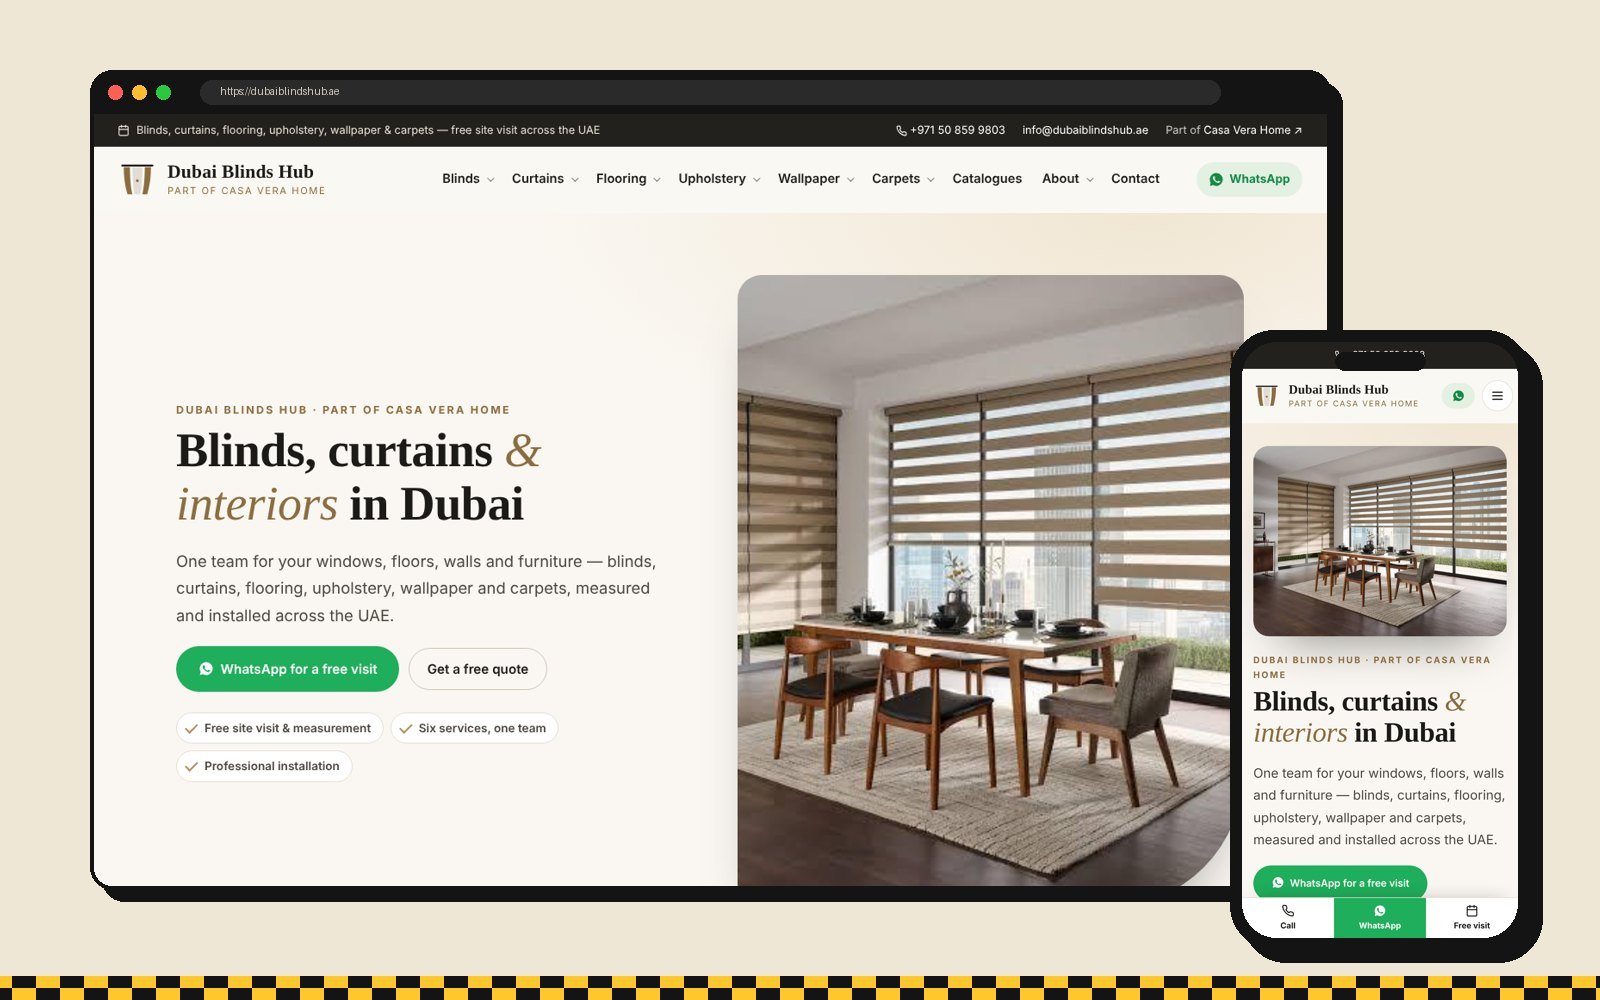 https://dubaiblindshub.ae
Blinds, curtains, flooring, upholstery, wallpaper & carpets — free site visit across the UAE
+971 50 859 9803 info@dubaiblindshub.ae Part of Casa Vera Home ↗
Dubai Blinds Hub
PART OF CASA VERA HOME
Blinds Curtains Flooring Upholstery Wallpaper Carpets Catalogues About Contact WhatsApp
DUBAI BLINDS HUB · PART OF CASA VERA HOME
Blinds, curtains &
interiors in Dubai
One team for your windows, floors, walls and furniture — blinds,
curtains, flooring, upholstery, wallpaper and carpets, measured
and installed across the UAE.
WhatsApp for a free visit Get a free quote
Free site visit & measurement Six services, one team
Professional installation
Dubai Blinds Hub
PART OF CASA VERA HOME
DUBAI BLINDS HUB · PART OF CASA VERA
HOME
Blinds, curtains &
interiors in Dubai
One team for your windows, floors, walls
and furniture — blinds, curtains, flooring,
upholstery, wallpaper and carpets,
measured and installed across the UAE.
WhatsApp for a free visit
Call WhatsApp Free visit